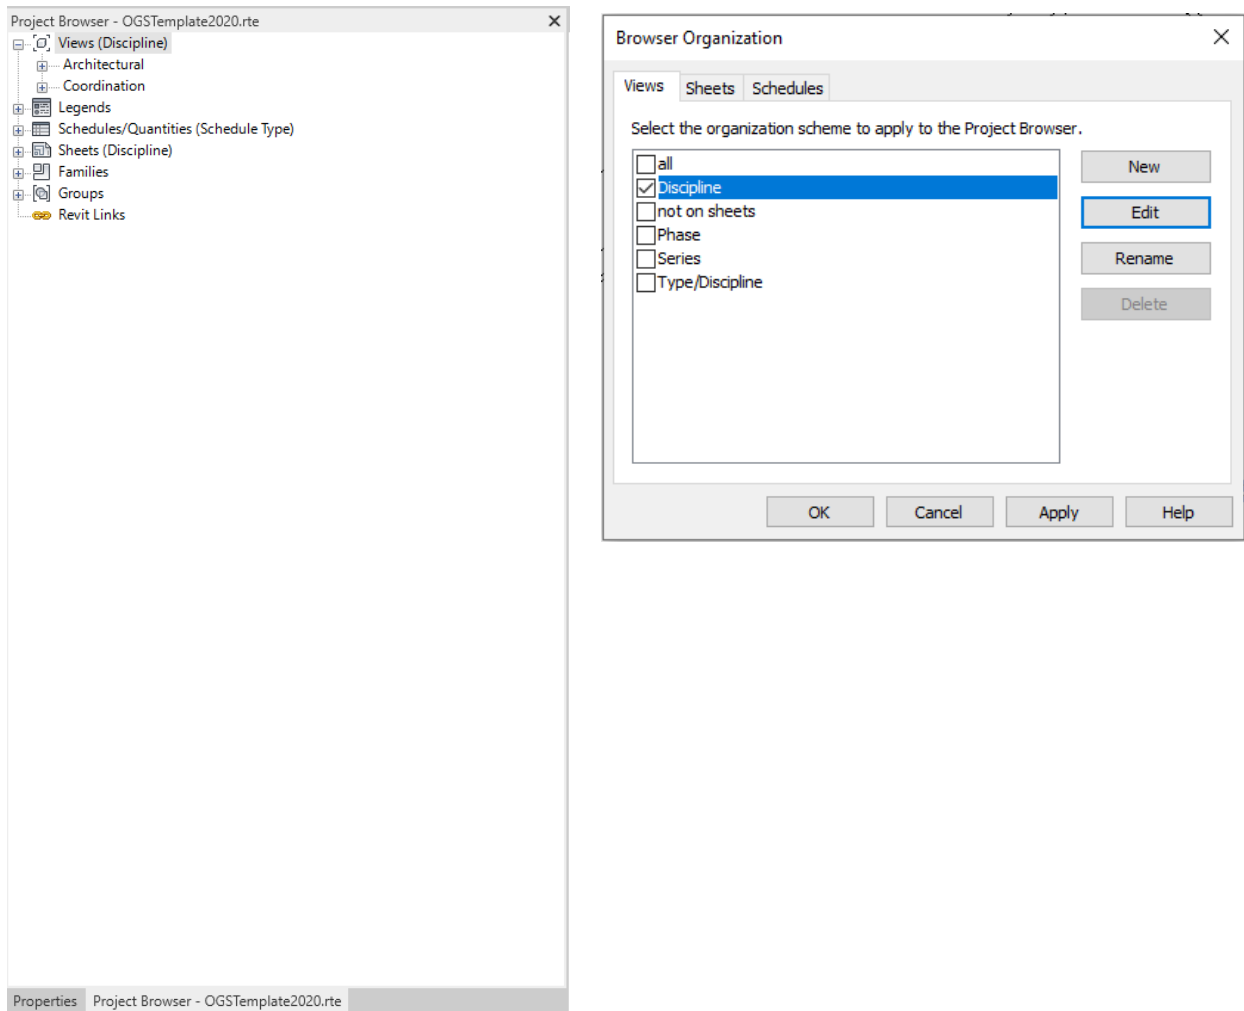 Project Browser - OGSTemplate2020.rte
Views (Discipline)
Architectural
Coordination
Legends
Schedules/Quantities (Schedule Type)
Sheets (Discipline)
Families
Groups
Revit Links
Properties
Project Browser - OGSTemplate2020.rte
Browser Organization
Views
Sheets
Schedules
Select the organization scheme to apply to the Project Browser.
all
Discipline
not on sheets
Phase
Series
Type/Discipline
New
Edit
Rename
Delete
OK
Cancel
Apply
Help